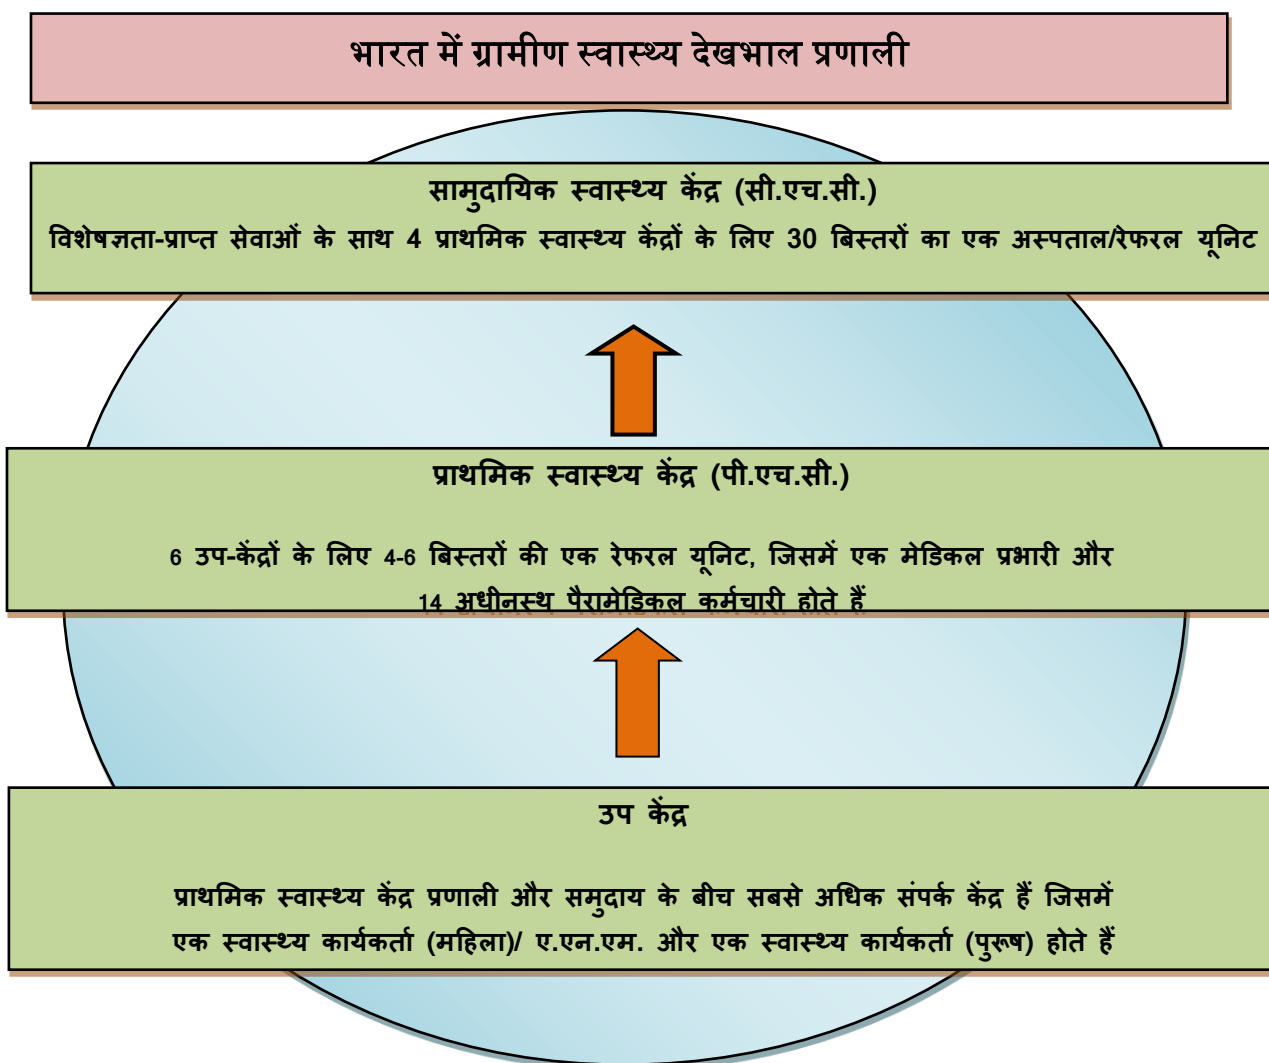 भारत में ग्रामीण स्वास्थ्य देखभाल प्रणाली
सामुदायिक स्वास्थ्य केंद्र (सी.एच.सी.)
विशेषज्ञता-प्राप्त सेवाओं के साथ 4 प्राथमिक स्वास्थ्य केंद्रों के लिए 30 बिस्तरों का एक अस्पताल/रेफरल यूनिट
प्राथमिक स्वास्थ्य केंद्र (पी.एच.सी.)
6 उप-केंद्रों के लिए 4-6 बिस्तरों की एक रेफरल यूनिट, जिसमें एक मेडिकल प्रभारी और
14 अधीनस्थ पैरामेडिकल कर्मचारी होते हैं
उप केंद्र
प्राथमिक स्वास्थ्य केंद्र प्रणाली और समुदाय के बीच सबसे अधिक संपर्क केंद्र हैं जिसमें
एक स्वास्थ्य कार्यकर्ता (महिला)/ ए.एन.एम. और एक स्वास्थ्य कार्यकर्ता (पुरूष) होते हैं